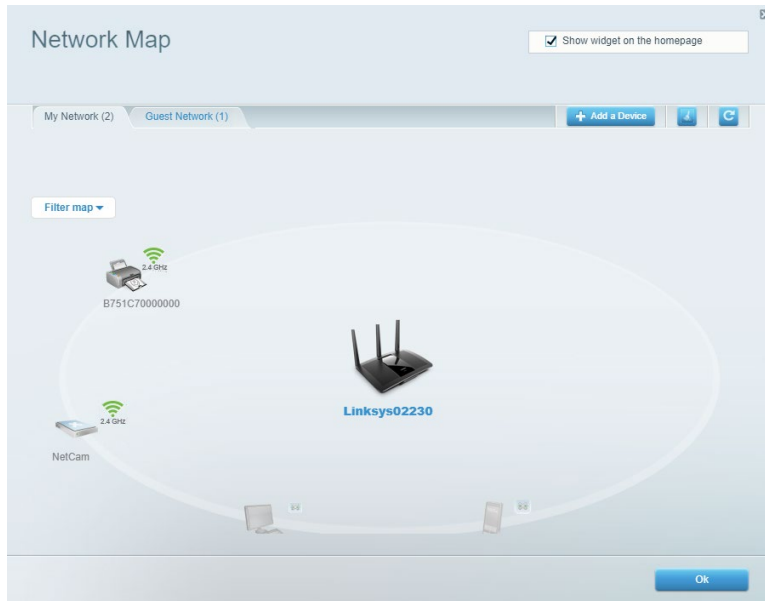 Network Map
Show widget on the homepage
My Network (2)
Guest Network (1)
Add a Device
Filter map
2.4 GHz
B751C70000000
Linksys02230
2.4 GHz
NetCam
Ok